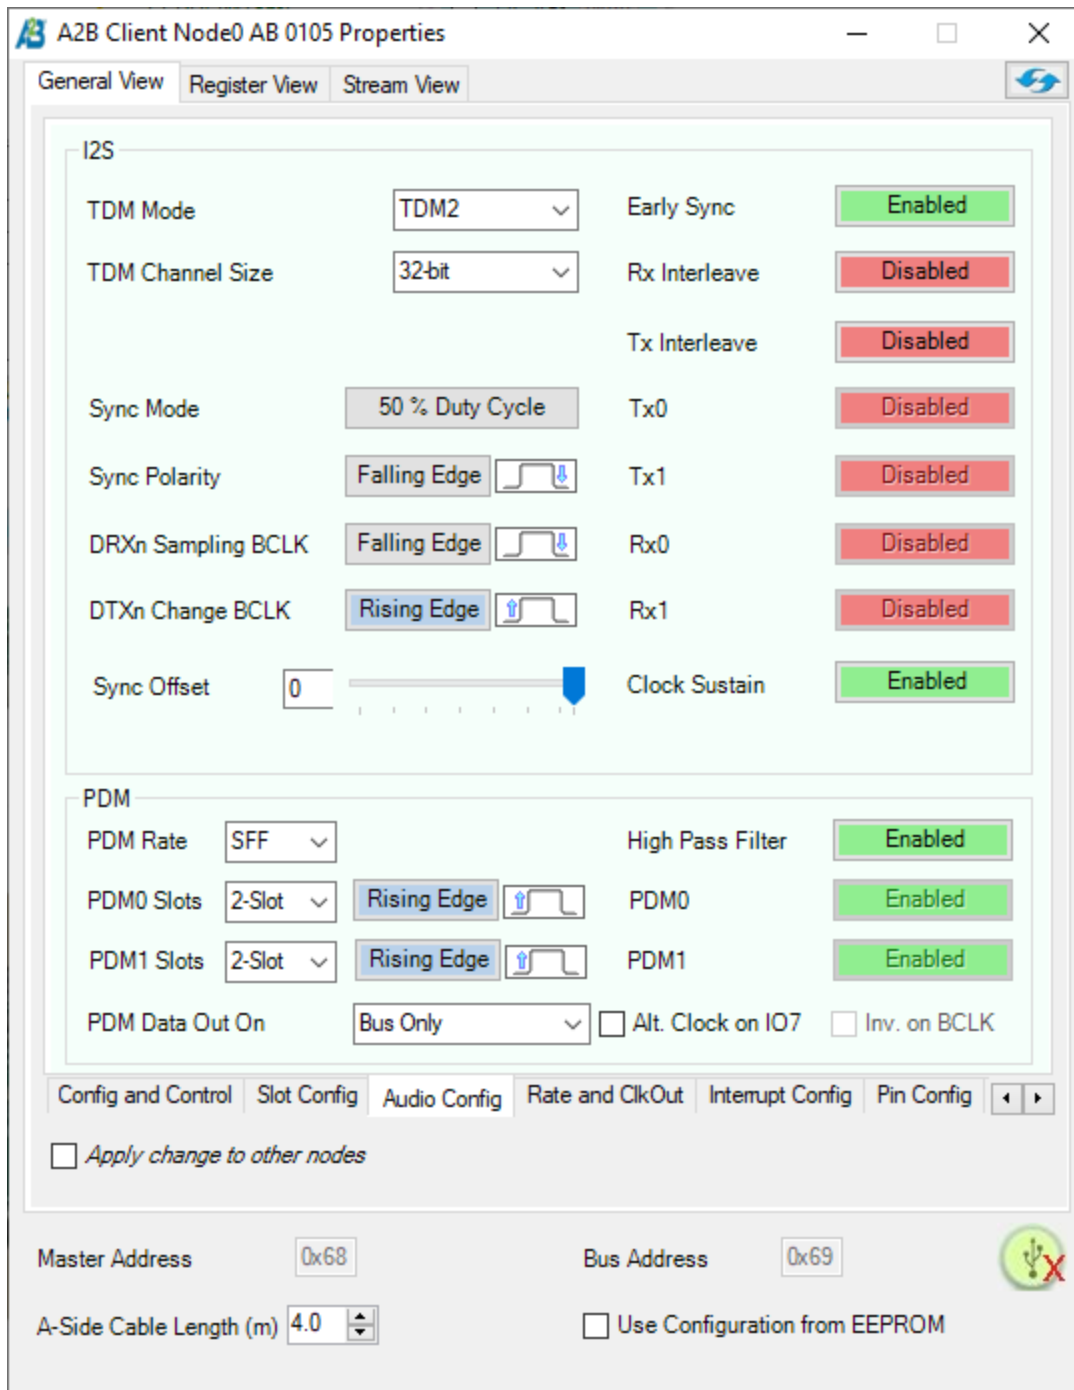 A2B Client Node0 AB 0105 Properties
General View Register View Stream View
I2S
TDM Mode TDM2 Early Sync Enabled
TDM Channel Size 32-bit Rx Interleave Disabled
Tx Interleave Disabled
Sync Mode 50 % Duty Cycle Tx0 Disabled
Sync Polarity Falling Edge Tx1 Disabled
DRXn Sampling BCLK Falling Edge Rx0 Disabled
DTXn Change BCLK Rising Edge Rx1 Disabled
Sync Offset 0 Clock Sustain Enabled
PDM
PDM Rate SFF High Pass Filter Enabled
PDM0 Slots 2-Slot Rising Edge PDM0 Enabled
PDM1 Slots 2-Slot Rising Edge PDM1 Enabled
PDM Data Out On Bus Only Alt. Clock on IO7 Inv. on BCLK
Config and Control Slot Config Audio Config Rate and ClkOut Interrupt Config Pin Config
Apply change to other nodes
Master Address 0x68 Bus Address 0x69
A-Side Cable Length (m) 4.0 Use Configuration from EEPROM